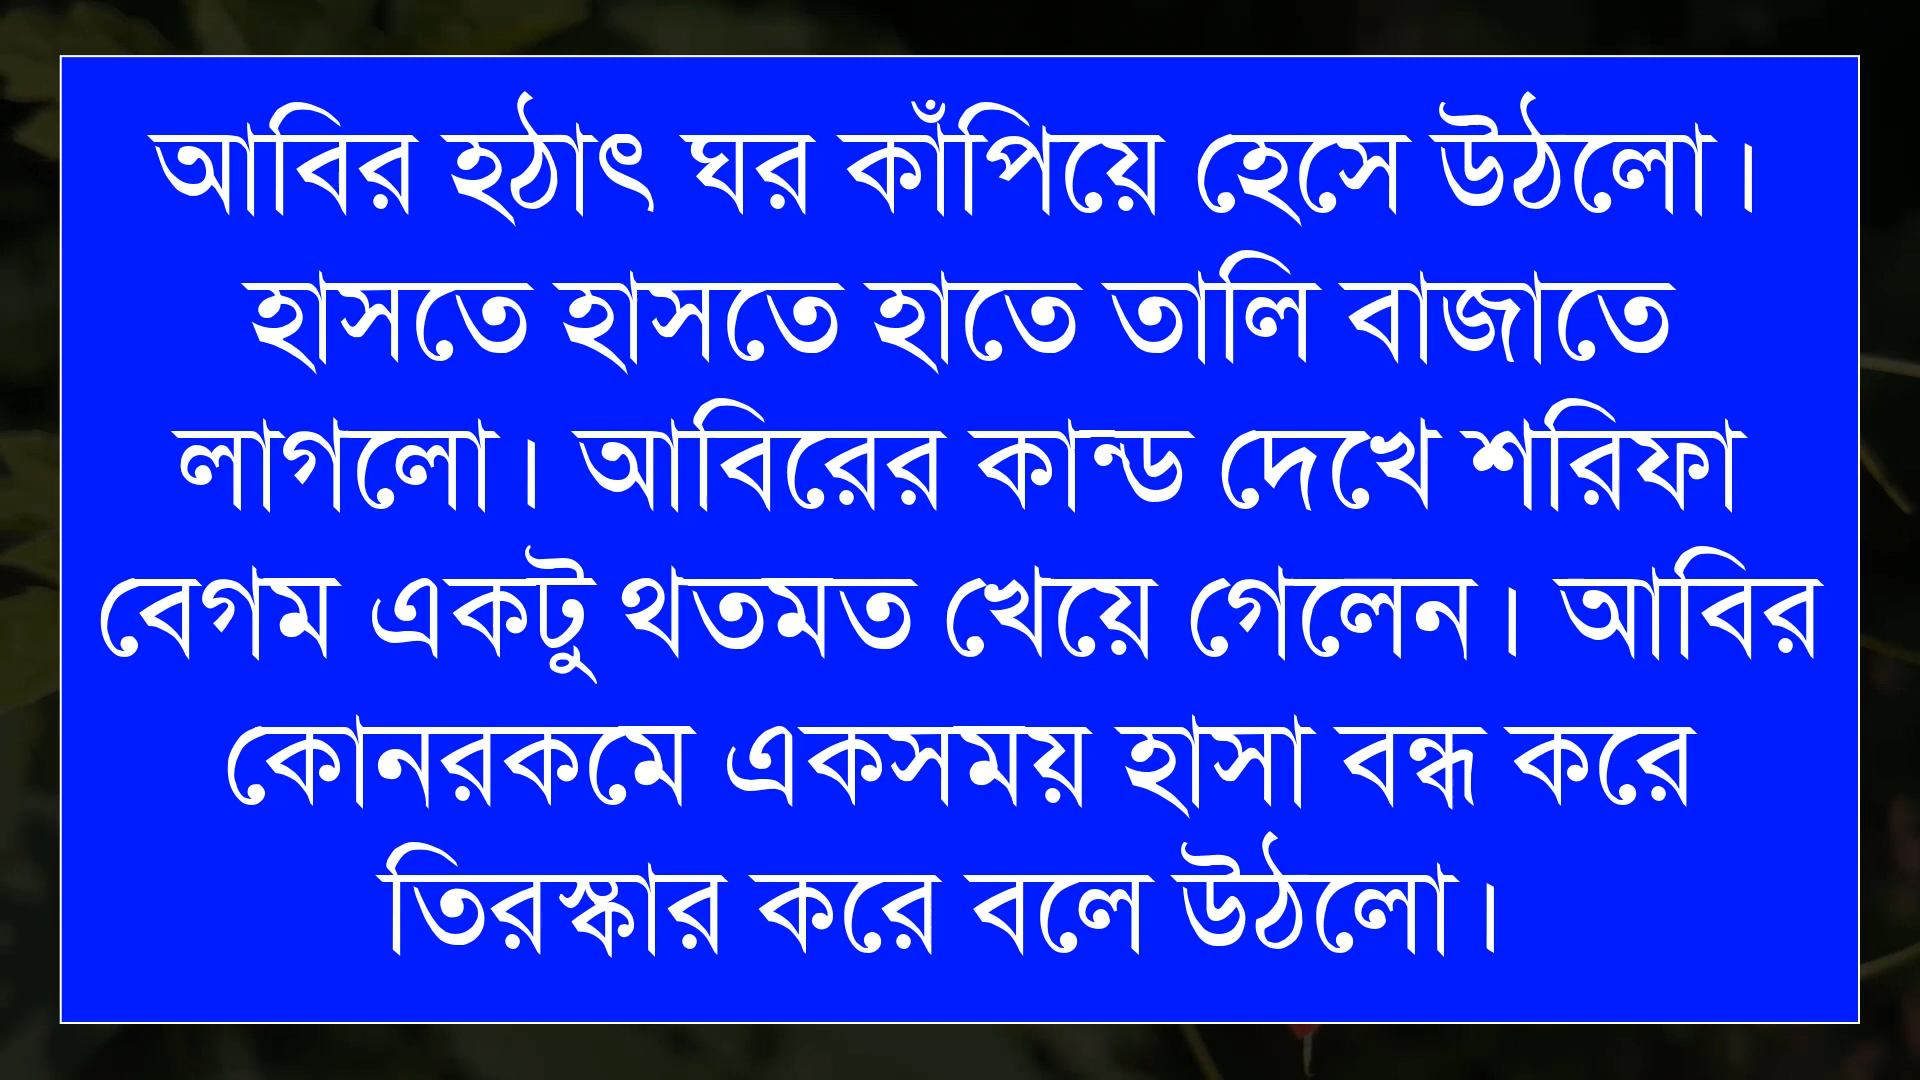 আবির হঠাৎ ঘর কাঁপিয়ে হেসে উঠলো।
হাসতে হাসতে হাতে তালি বাজাতে
লাগলো। আবিরের কান্ড দেখে শরিফা
বেগম একটু থতমত খেয়ে গেলেন। আবির
কোনরকমে একসময় হাসা বন্ধ করে
তিরস্কার করে বলে উঠলো।